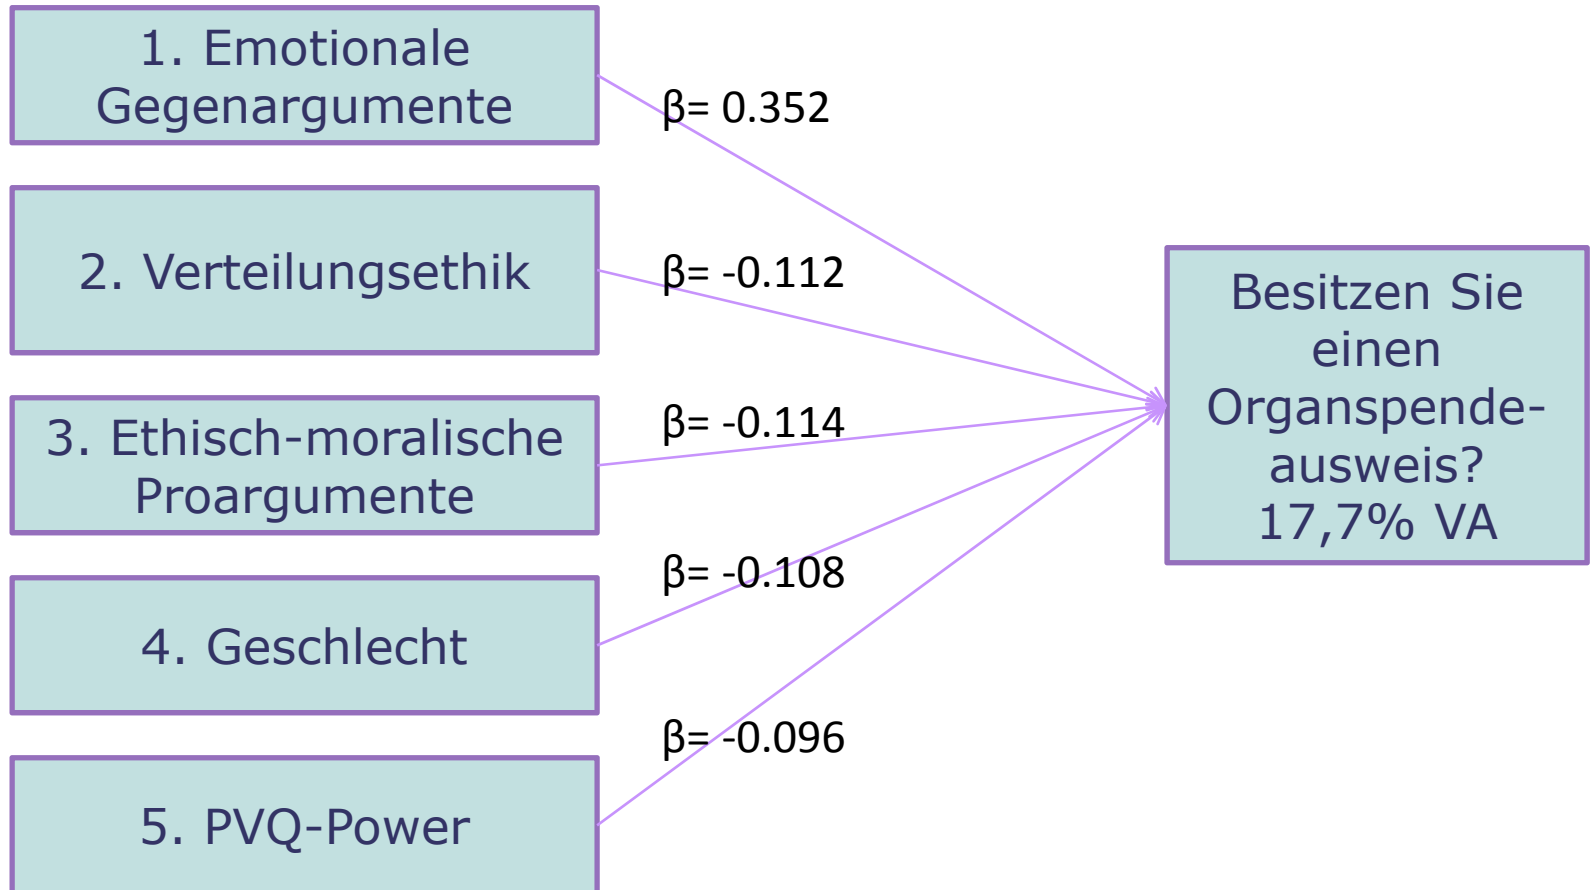 1. Emotionale
Gegenargumente
β= 0.352
2. Verteilungsethik
β= -0.112
3. Ethisch-moralische
Proargumente
β= -0.114
4. Geschlecht
β= -0.108
5. PVQ-Power
β= -0.096
Besitzen Sie
einen
Organspende-
ausweis?
17,7% VA